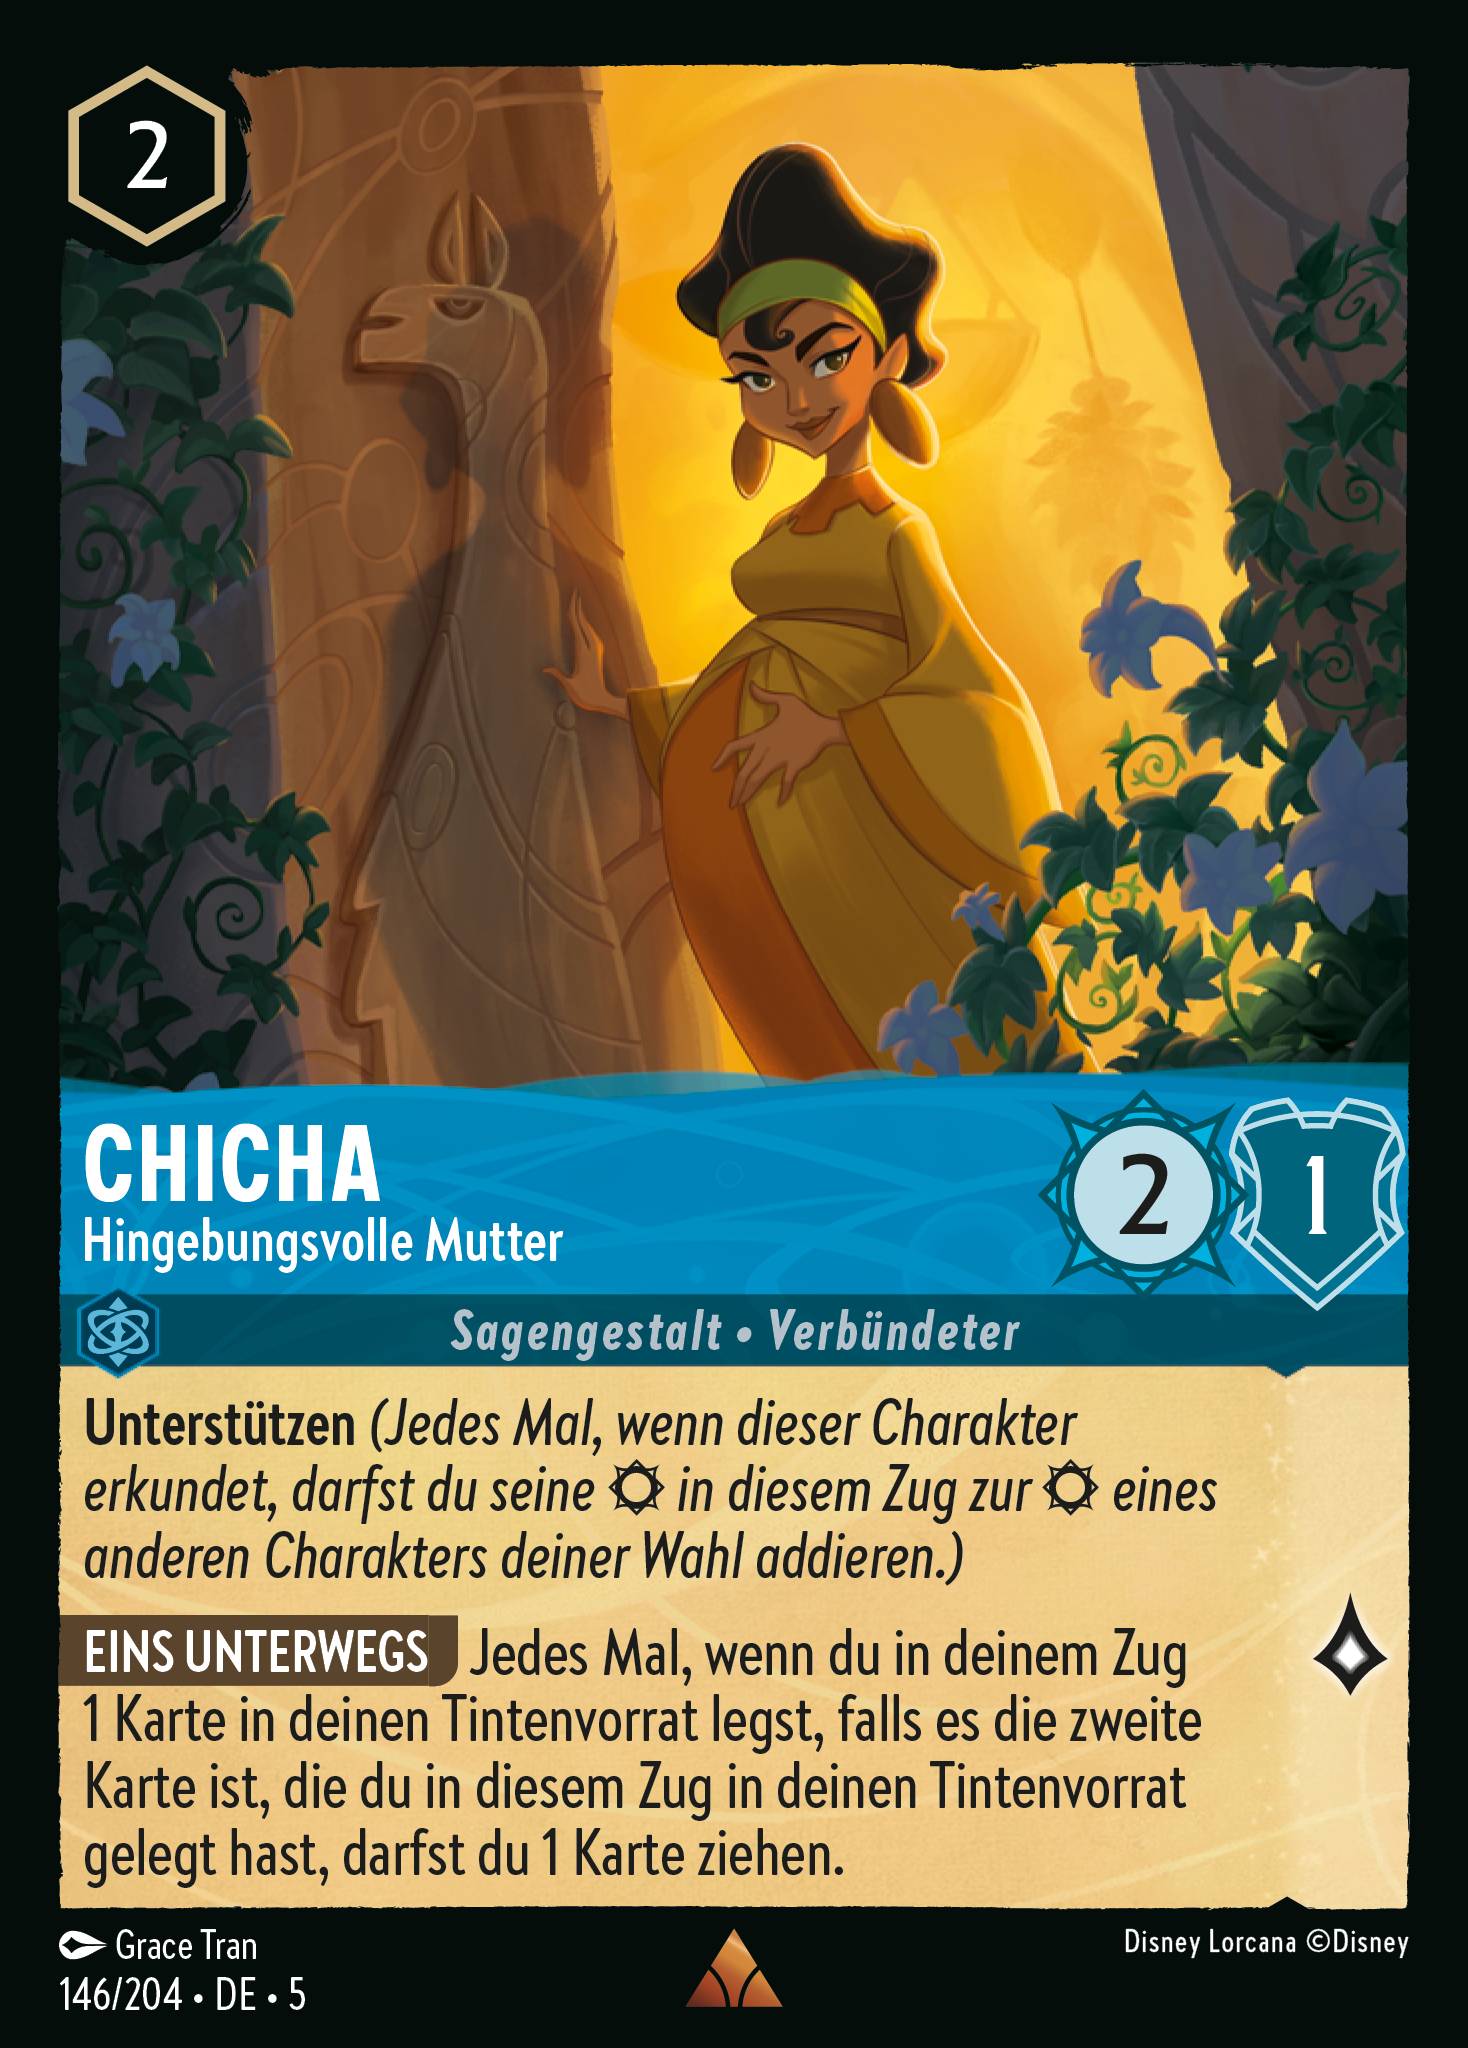 2
CHICHA
Hingebungsvolle Mutter
2 1
Sagengestalt • Verbündeter
Unterstützen (Jedes Mal, wenn dieser Charakter
erkundet, darfst du seine in diesem Zug zur eines
anderen Charakters deiner Wahl addieren.)
EINS UNTERWEGS Jedes Mal, wenn du in deinem Zug
1 Karte in deinen Tintenvorrat legst, falls es die zweite
Karte ist, die du in diesem Zug in deinen Tintenvorrat
gelegt hast, darfst du 1 Karte ziehen.
Grace Tran
Disney Lorcana ©Disney
146/204 • DE • 5